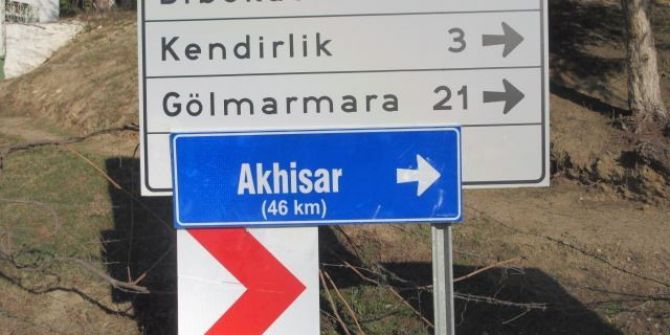 Kendirlik 3
Gölmarmara 21
Akhisar
(46 km)